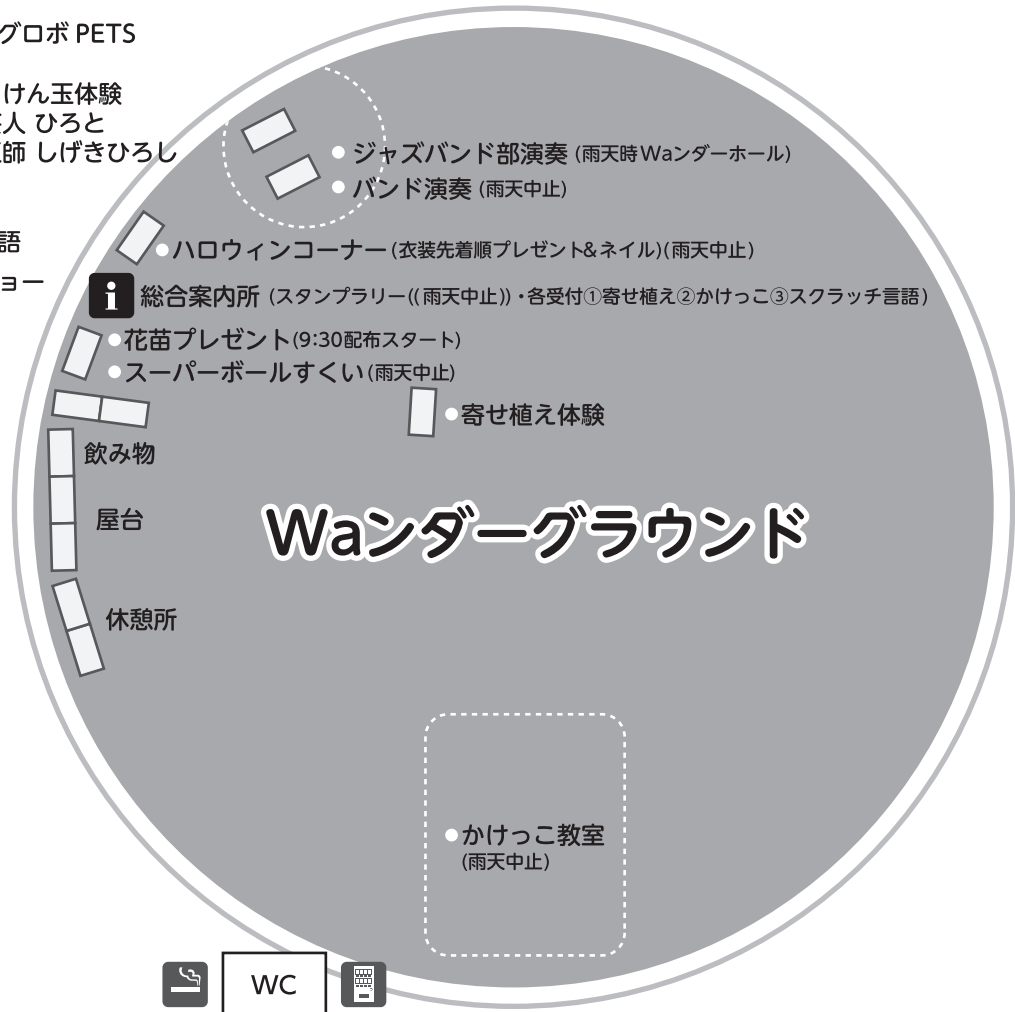 グロボ PETS
けん玉体験
人 ひろと
師 しげきひろし
語
ョー
ジャズバンド部演奏 (雨天時Waンダーホール)
バンド演奏 (雨天中止)
ハロウィンコーナー (衣装先着順プレゼント&ネイル)(雨天中止)
i 総合案内所 (スタンプラリー((雨天中止))・各受付①寄せ植え②かけっこ③スクラッチ言語)
花苗プレゼント(9:30配布スタート)
スーパーボールすくい(雨天中止)
寄せ植え体験
飲み物
屋台
Waンダーグラウンド
休憩所
かけっこ教室
(雨天中止)
WC